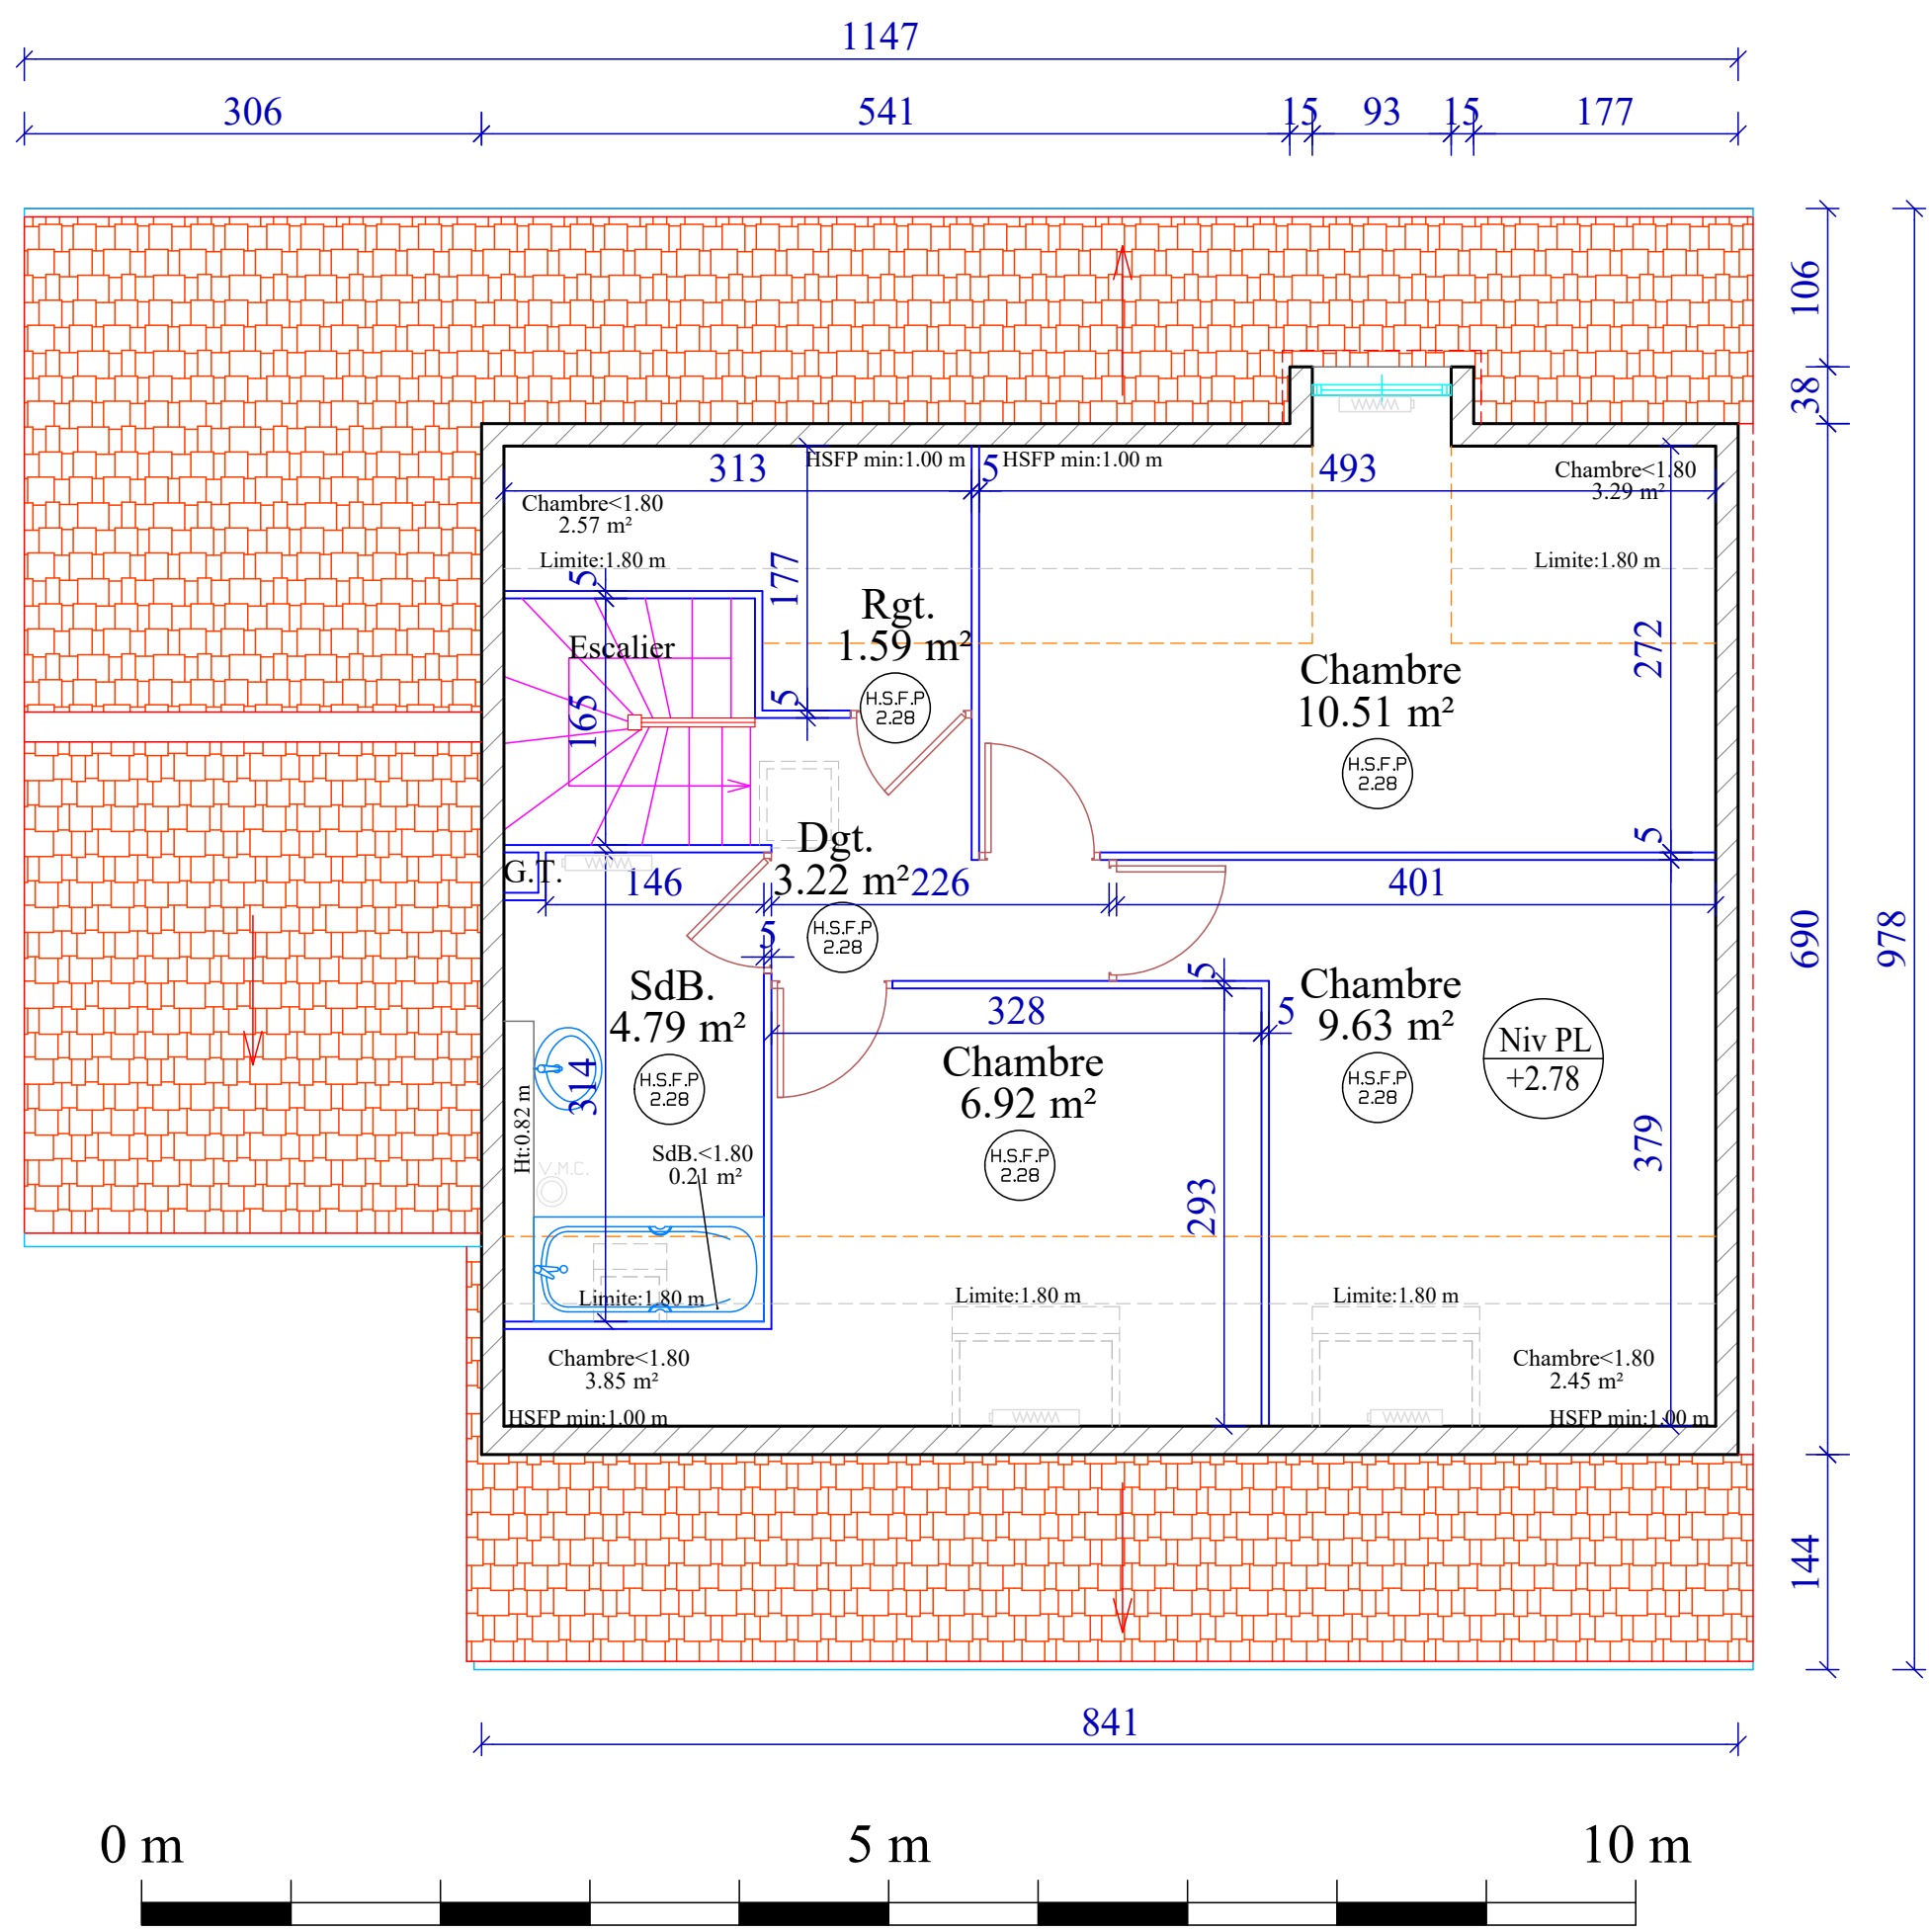 1147
306
541
15
93
15
177
106
38
690
978
144
313
HSFP min:1.00 m
5
HSFP min:1.00 m
493
Chambre<1.80
3.29 m²
Chambre<1.80
2.57 m²
Limite:1.80 m
Limite:1.80 m
5
177
Rgt.
1.59 m²
H.S.F.P
2.28
5
Escalier
165
272
Chambre
10.51 m²
H.S.F.P
2.28
5
G.T.
146
Dgt.
3.22 m²
226
401
H.S.F.P
2.28
5
SdB.
4.79 m²
H.S.F.P
2.28
314
Ht:0.82 m
V.M.C.
SdB.<1.80
0.21 m²
5
328
5
Chambre
6.92 m²
H.S.F.P
2.28
293
Chambre
9.63 m²
H.S.F.P
2.28
Niv PL
+2.78
379
Limite:1.80 m
Limite:1.80 m
Limite:1.80 m
Chambre<1.80
3.85 m²
Chambre<1.80
2.45 m²
HSFP min:1.00 m
HSFP min:1.00 m
841
0 m
5 m
10 m